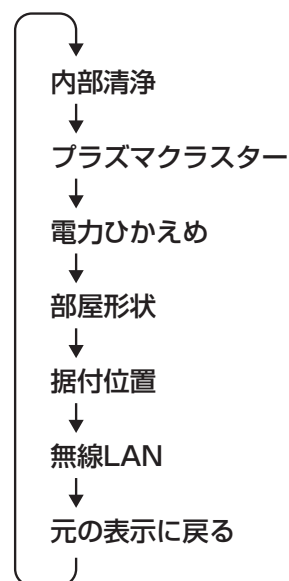 内部清浄
プラズマクラスター
電力ひかえめ
部屋形状
据付位置
無線LAN
元の表示に戻る